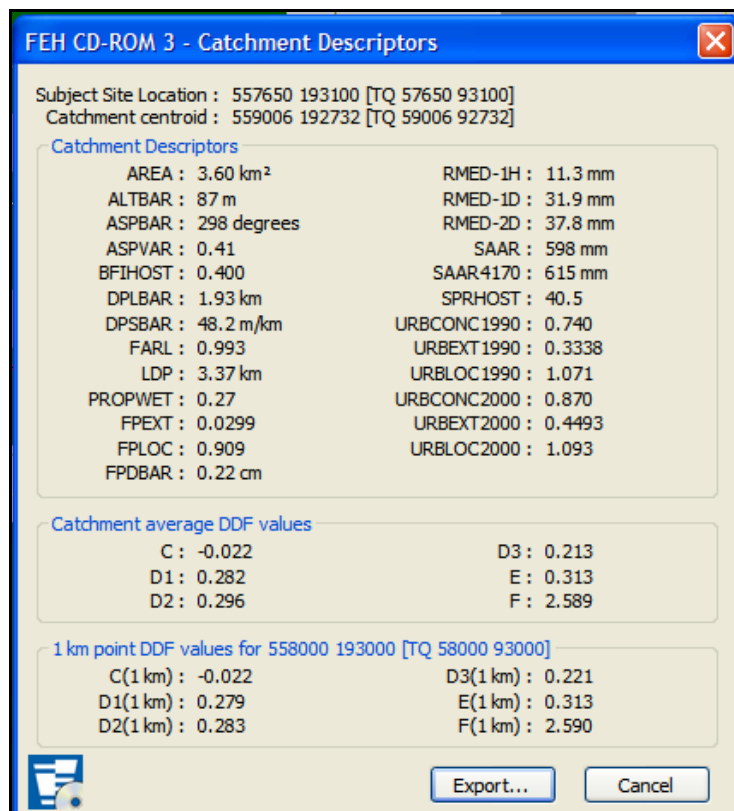 FEH CD-ROM 3 - Catchment Descriptors
Subject Site Location : 557650 193100 [TQ 57650 93100]
Catchment centroid : 559006 192732 [TQ 59006 92732]
Catchment Descriptors
AREA : 3.60 km² RMED-1H : 11.3 mm
ALTBAR : 87 m RMED-1D : 31.9 mm
ASPBAR : 298 degrees RMED-2D : 37.8 mm
ASPVAR : 0.41 SAAR : 598 mm
BFIHOST : 0.400 SAAR4170 : 615 mm
DPLBAR : 1.93 km SPRHOST : 40.5
DPSBAR : 48.2 m/km URBCONC1990 : 0.740
FARL : 0.993 URBEXT1990 : 0.3338
LDP : 3.37 km URBLOC1990 : 1.071
PROPWET : 0.27 URBCONC2000 : 0.870
FPEXT : 0.0299 URBEXT2000 : 0.4493
FPLOC : 0.909 URBLOC2000 : 1.093
FPDBAR : 0.22 cm
Catchment average DDF values
C : -0.022 D3 : 0.213
D1 : 0.282 E : 0.313
D2 : 0.296 F : 2.589
1 km point DDF values for 558000 193000 [TQ 58000 93000]
C(1 km) : -0.022 D3(1 km) : 0.221
D1(1 km) : 0.279 E(1 km) : 0.313
D2(1 km) : 0.283 F(1 km) : 2.590
Export... Cancel